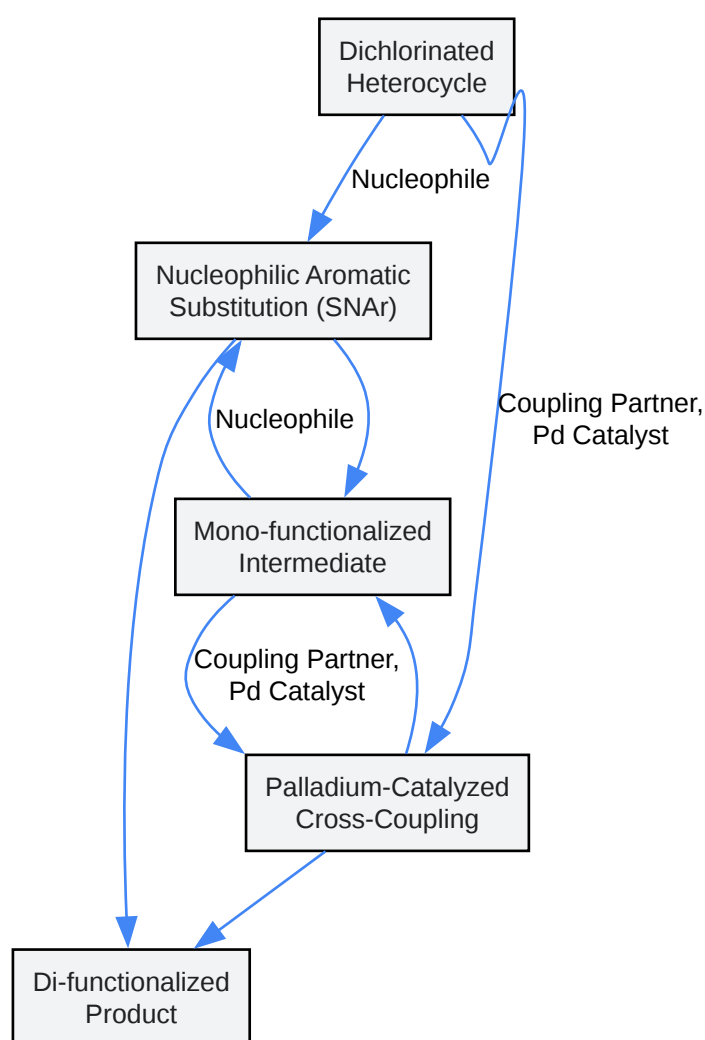 Dichlorinated
Heterocycle
Nucleophile
Nucleophilic Aromatic
Substitution (SNAr)
Nucleophile
Coupling Partner,
Pd Catalyst
Mono-functionalized
Intermediate
Coupling Partner,
Pd Catalyst
Palladium-Catalyzed
Cross-Coupling
Di-functionalized
Product